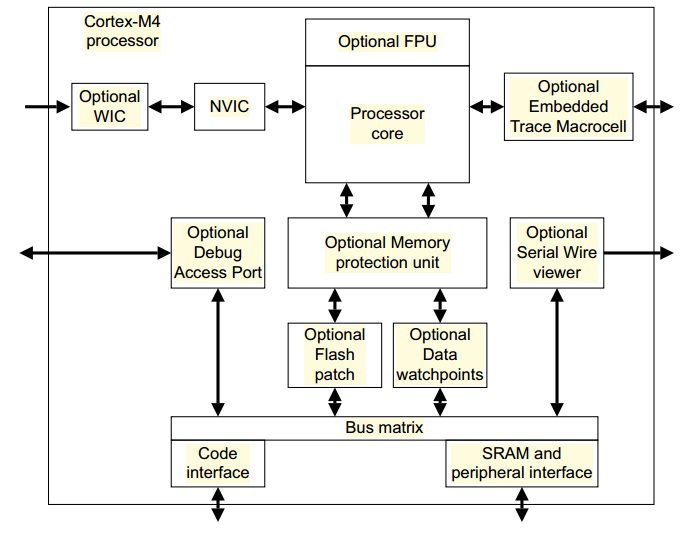 Cortex-M4
processor
Optional FPU
Optional
WIC
NVIC
Processor
core
Optional
Embedded
Trace Macrocell
Optional
Debug
Access Port
Optional Memory
protection unit
Optional
Serial Wire
viewer
Optional
Flash
patch
Optional
Data
watchpoints
Bus matrix
Code
interface
SRAM and
peripheral interface